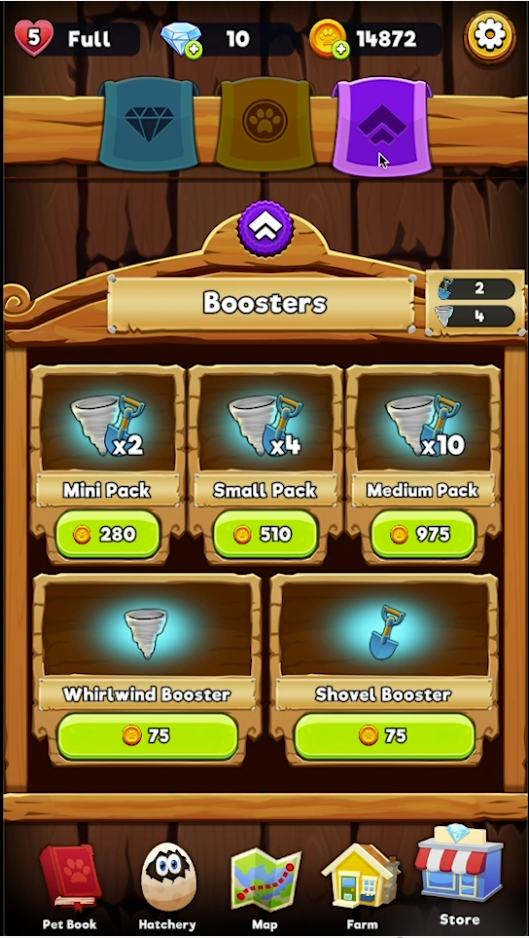 5 Full 10 14872
Boosters
2
4
x2 x4 x10
Mini Pack Small Pack Medium Pack
280 510 975
Whirlwind Booster Shovel Booster
75 75
Pet Book Hatchery Map Farm Store